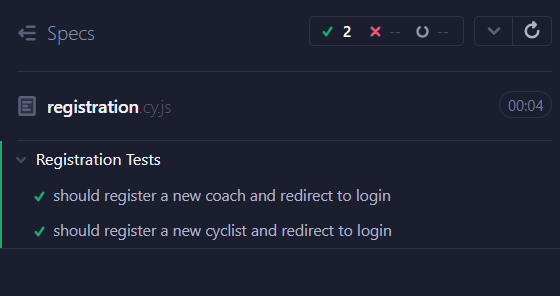 Specs
2 -- --
registration.cy.js
00:04
Registration Tests
should register a new coach and redirect to login
should register a new cyclist and redirect to login